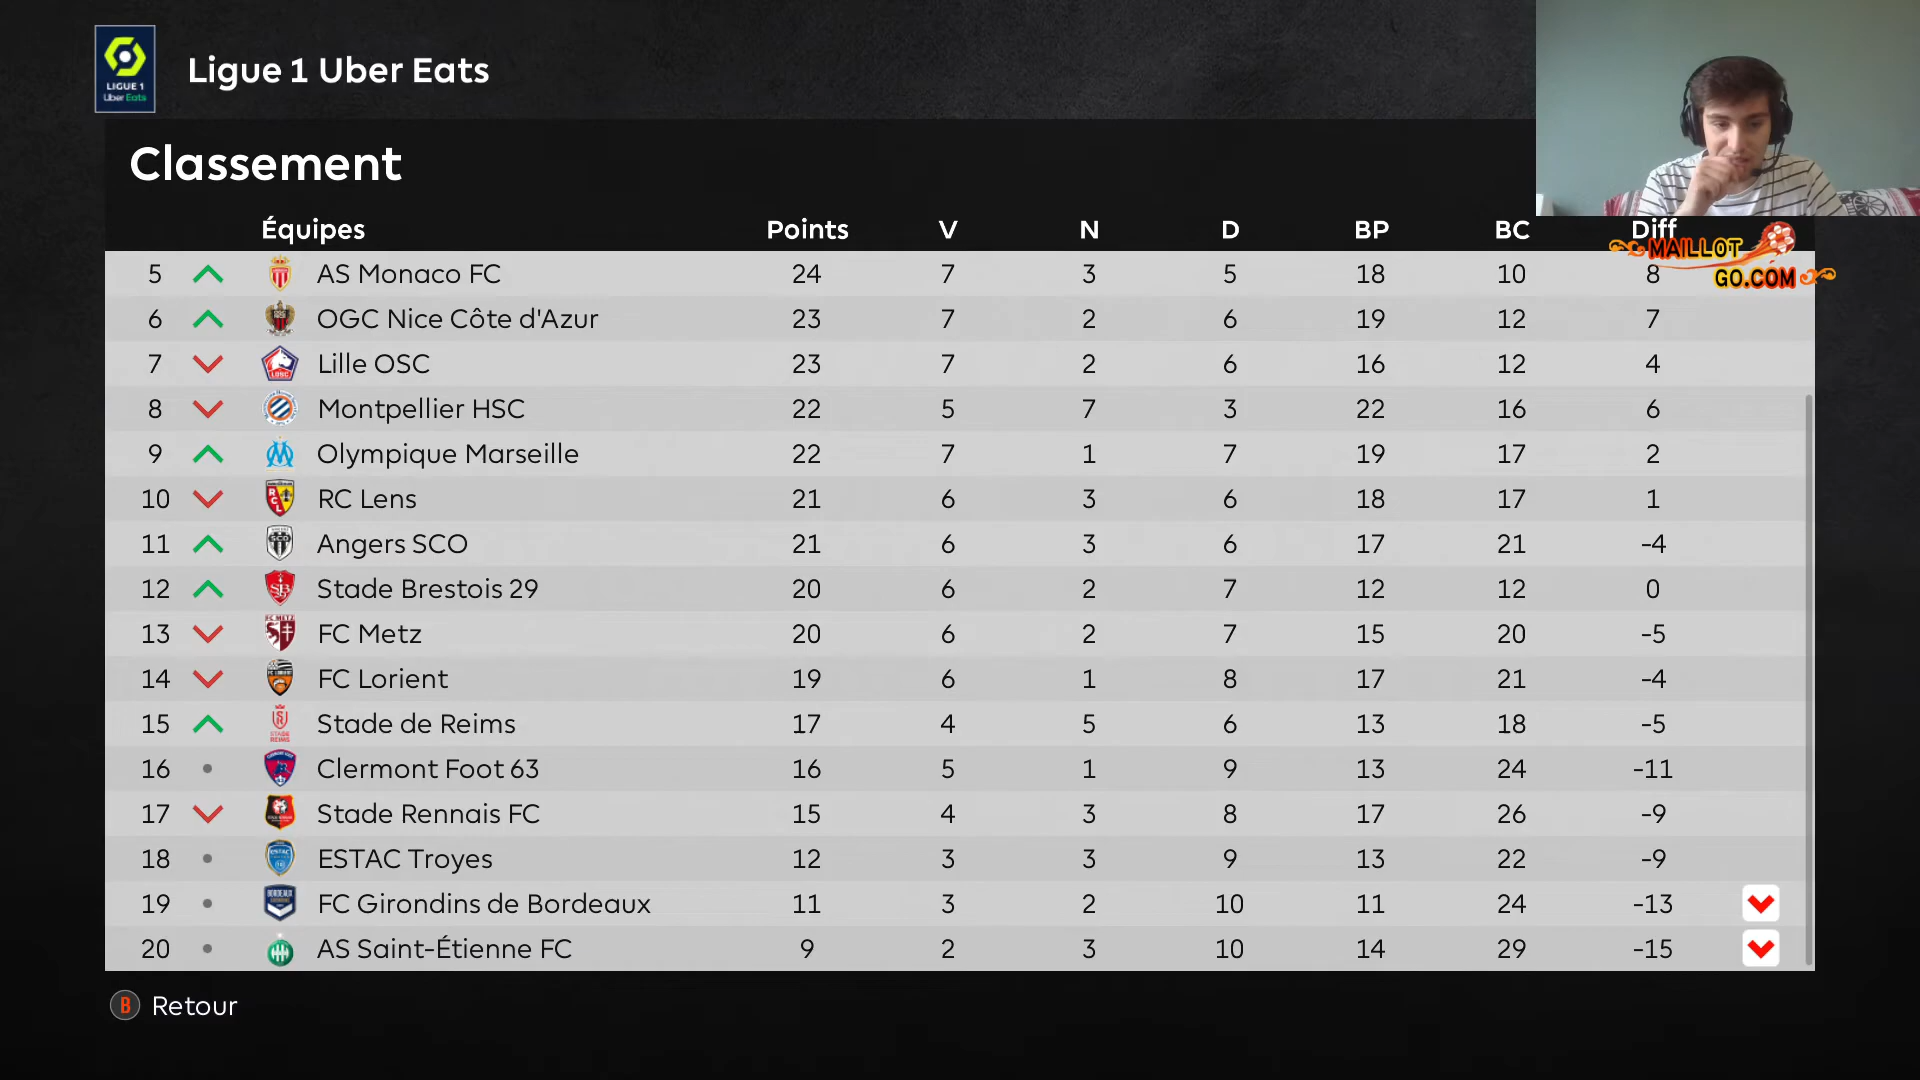 LIGUE 1
Uber Eats
Ligue 1 Uber Eats
Classement
Équipes Points V N D BP BC Diff
MAILLOT
GO.COM
5 AS Monaco FC 24 7 3 5 18 10 8
6 OGC Nice Côte d'Azur 23 7 2 6 19 12 7
7 Lille OSC 23 7 2 6 16 12 4
8 Montpellier HSC 22 5 7 3 22 16 6
9 Olympique Marseille 22 7 1 7 19 17 2
10 RC Lens 21 6 3 6 18 17 1
11 Angers SCO 21 6 3 6 17 21 -4
12 Stade Brestois 29 20 6 2 7 12 12 0
13 FC Metz 20 6 2 7 15 20 -5
14 FC Lorient 19 6 1 8 17 21 -4
15 Stade de Reims 17 4 5 6 13 18 -5
16 Clermont Foot 63 16 5 1 9 13 24 -11
17 Stade Rennais FC 15 4 3 8 17 26 -9
18 ESTAC Troyes 12 3 3 9 13 22 -9
19 FC Girondins de Bordeaux 11 3 2 10 11 24 -13
20 AS Saint-Étienne FC 9 2 3 10 14 29 -15
B Retour